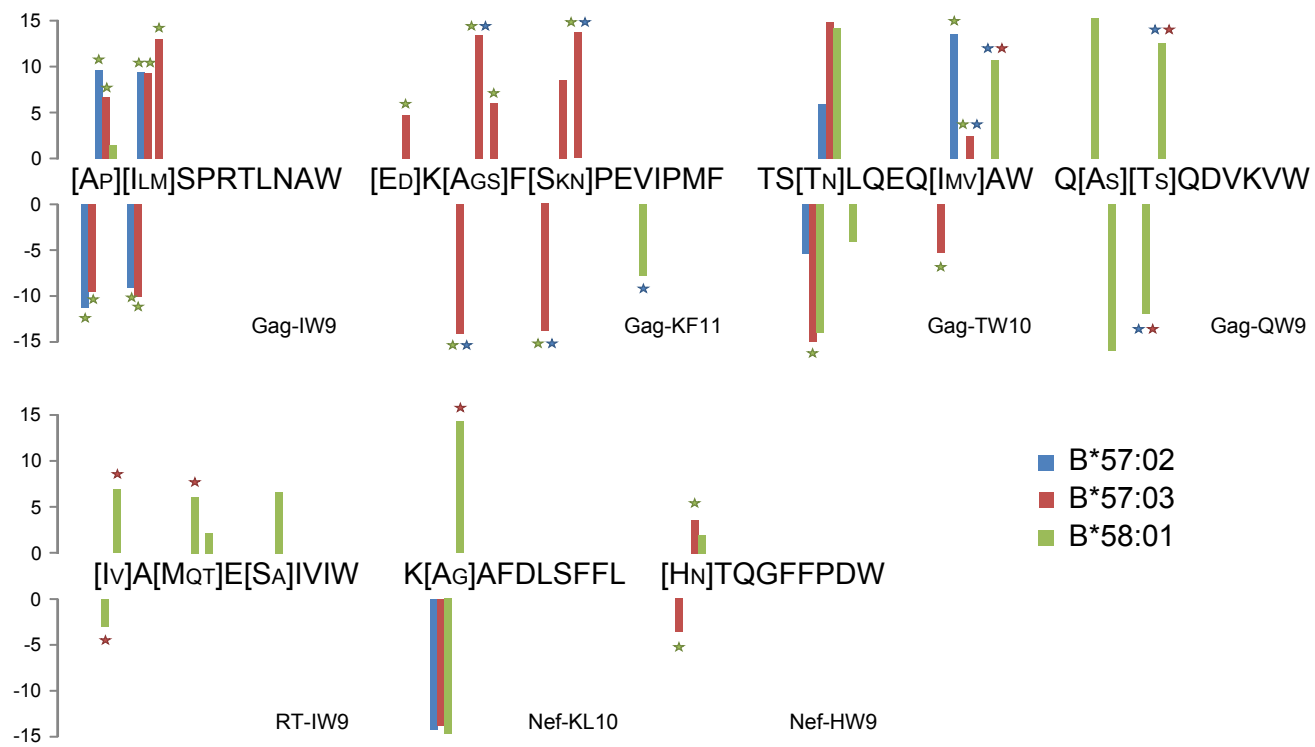 15
10
5
0
[AP][ILM]SPRTLNAW [ED]K[AGS]F[SKN]PEVIPMF TS[TN]LQEQ[IMV]AW Q[AS][TS]QDVKVW
0
-5
-10
-15
Gag-IW9 Gag-KF11 Gag-TW10 Gag-QW9
15
10
5
0
B*57:02
B*57:03
B*58:01
[IV]A[MQT]E[SA]IVIW K[AG]AFDLSFFL [HN]TQGFFPDW
0
-5
-10
-15
RT-IW9 Nef-KL10 Nef-HW9